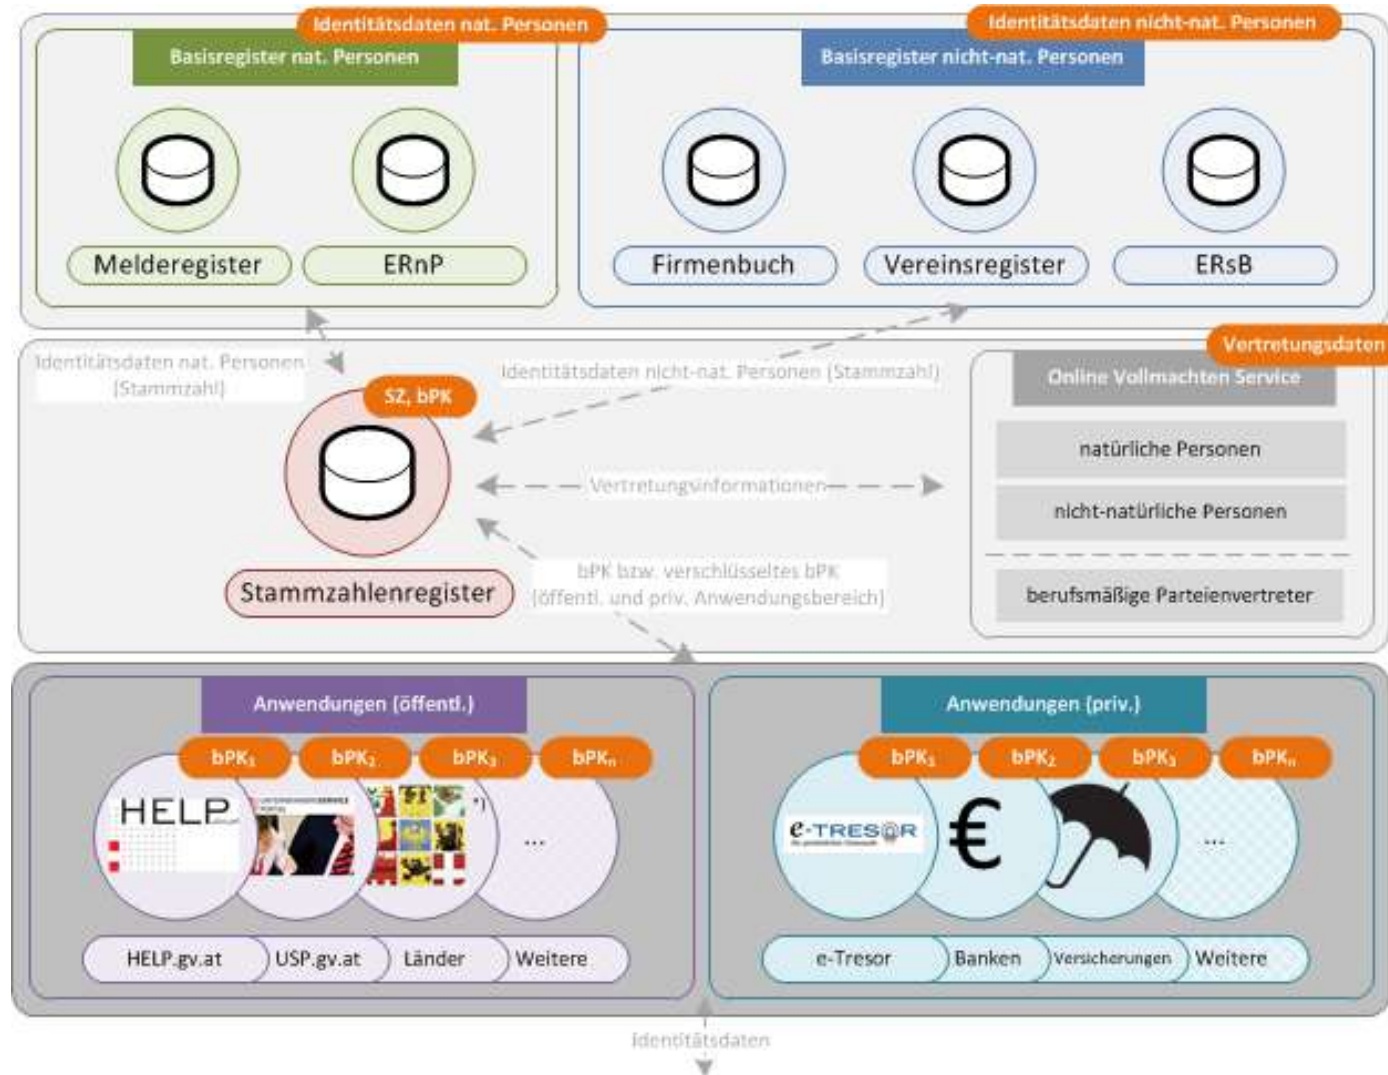 Identitätsdaten nat. Personen
Identitätsdaten nicht-nat. Personen
Basisregister nat. Personen
Basisregister nicht-nat. Personen
Melderegister
ERnP
Firmenbuch
Vereinsregister
ERsB
Identitätsdaten nat. Personen
(Stammzahl)
Identitätsdaten nicht-nat. Personen (Stammzahl)
Vertretungsdaten
Online Vollmachten Service
SZ, bPK
natürliche Personen
Vertretungsinformationen
nicht-natürliche Personen
bPK bzw. verschlüsseltes bPK
(öffentl. und priv. Anwendungsbereich)
Stammzahlenregister
berufsmäßige Parteienvertreter
Anwendungen (öffentl.)
bPK₁
bPK₂
bPK₃
bPKₙ
HELP
*)
...
HELP.gv.at
USP.gv.at
Länder
Weitere
Anwendungen (priv.)
bPK₁
bPK₂
bPK₃
bPKₙ
e-TRESOR
€
...
e-Tresor
Banken
Versicherungen
Weitere
Identitätsdaten